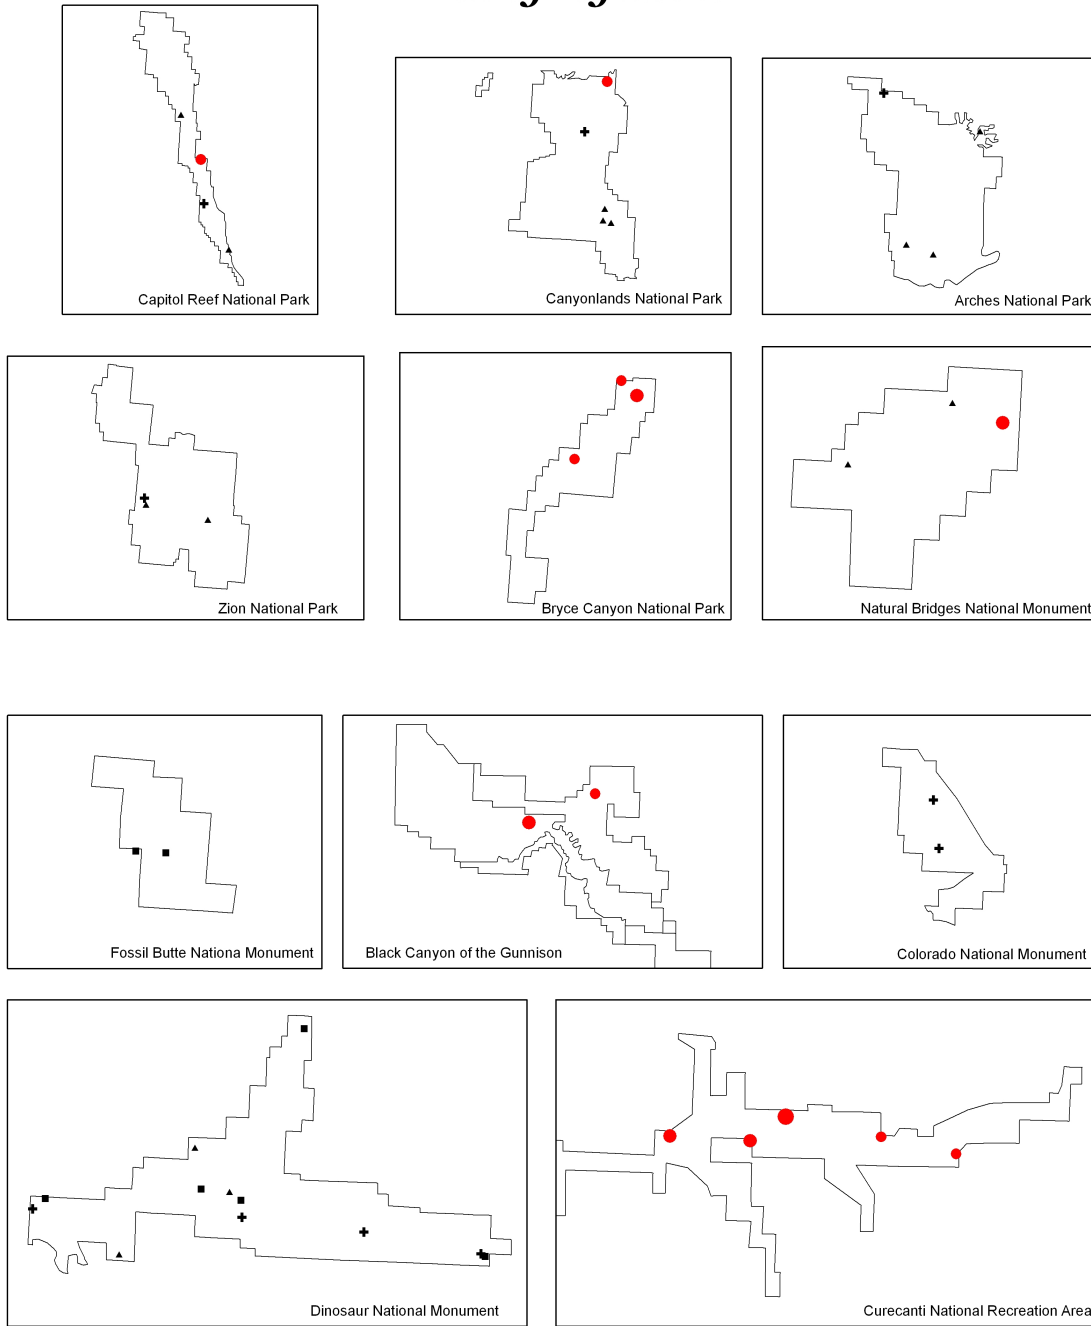 Capitol Reef National Park
Canyonlands National Park
Arches National Park
Zion National Park
Bryce Canyon National Park
Natural Bridges National Monument
Fossil Butte Nationa Monument
Black Canyon of the Gunnison
Colorado National Monument
Dinosaur National Monument
Curecanti National Recreation Area